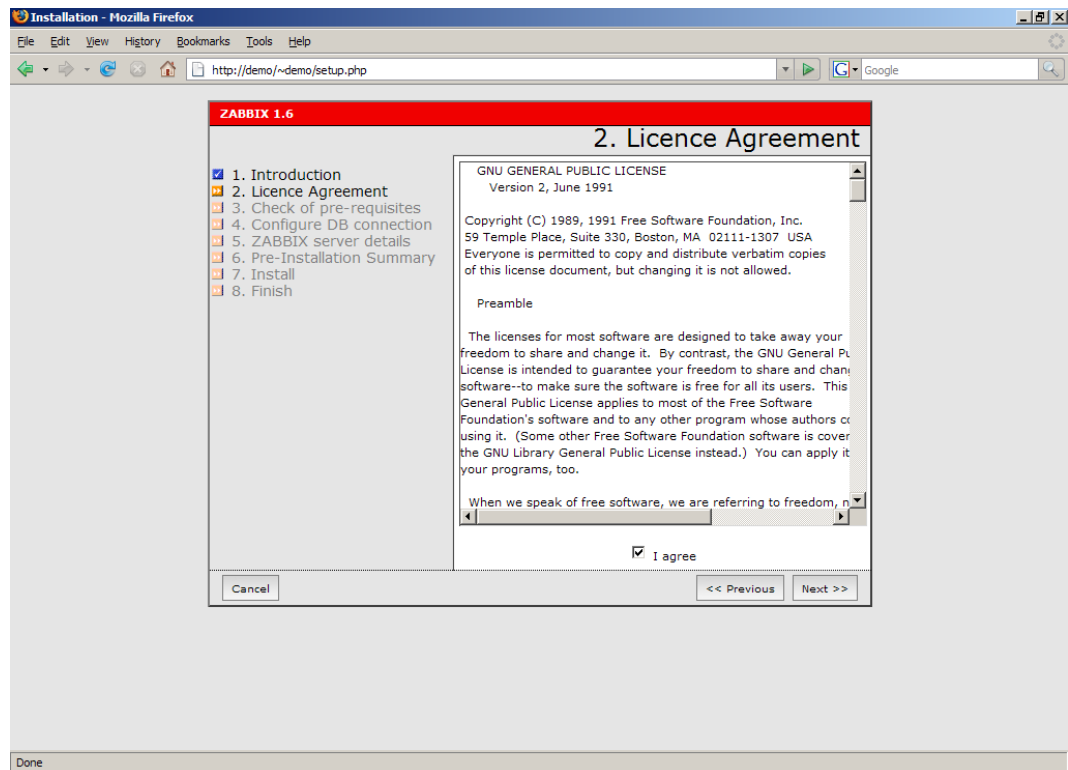 Installation - Mozilla Firefox
File Edit View History Bookmarks Tools Help
http://demo/~demo/setup.php
G Google
ZABBIX 1.6
2. Licence Agreement
1. Introduction
2. Licence Agreement
3. Check of pre-requisites
4. Configure DB connection
5. ZABBIX server details
6. Pre-Installation Summary
7. Install
8. Finish
GNU GENERAL PUBLIC LICENSE
Version 2, June 1991
Copyright (C) 1989, 1991 Free Software Foundation, Inc.
59 Temple Place, Suite 330, Boston, MA 02111-1307 USA
Everyone is permitted to copy and distribute verbatim copies
of this license document, but changing it is not allowed.
Preamble
The licenses for most software are designed to take away your
freedom to share and change it. By contrast, the GNU General Pu
License is intended to guarantee your freedom to share and chang
software--to make sure the software is free for all its users. This
General Public License applies to most of the Free Software
Foundation's software and to any other program whose authors co
using it. (Some other Free Software Foundation software is cover
the GNU Library General Public License instead.) You can apply it
your programs, too.
When we speak of free software, we are referring to freedom, n
I agree
Cancel
<< Previous Next >>
Done